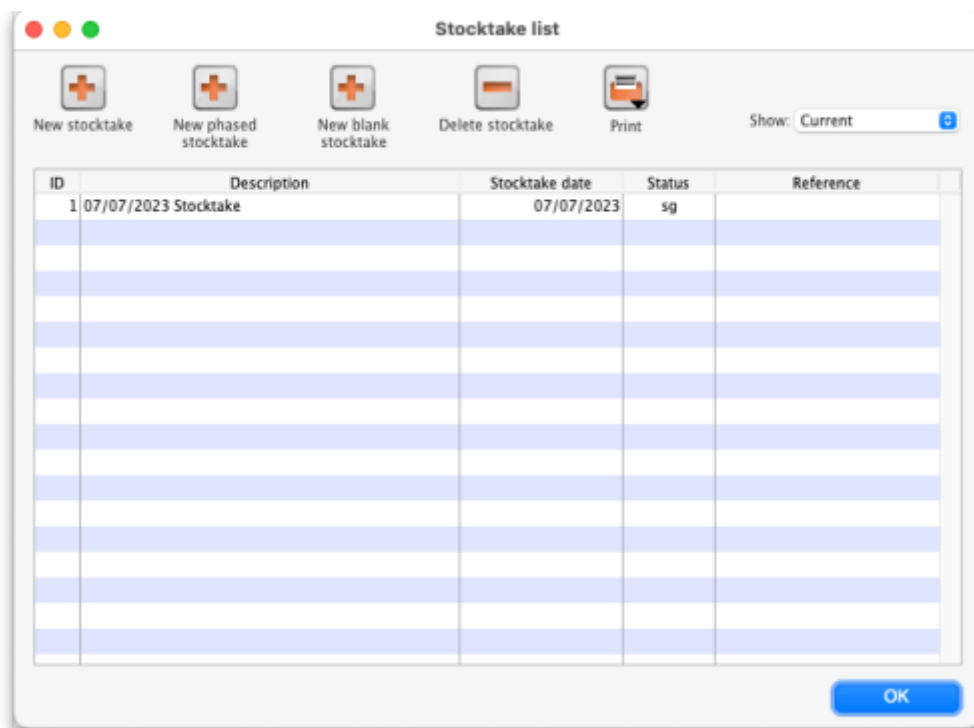 Stocktake list
New stocktake
New phased
stocktake
New blank
stocktake
Delete stocktake
Print
Show: Current
ID Description Stocktake date Status Reference
1 07/07/2023 Stocktake 07/07/2023 sg
OK